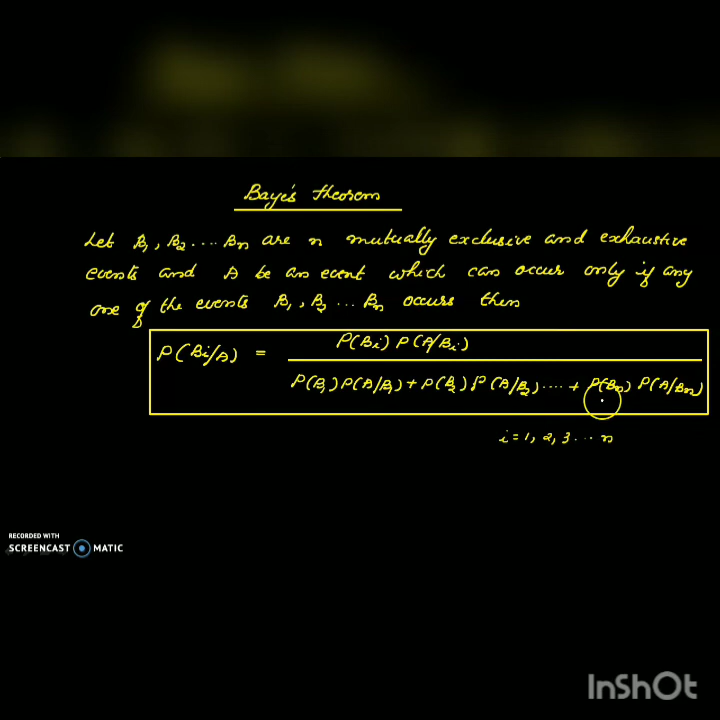 Baye's theorem
Let B1, B2 .... Bn are n mutually exclusive and exhaustive
events and A be an event which can occur only if any
one of the events B1, B2 ... Bn occurs then
P(Bi/A) = P(Bi) P(A/Bi)
P(B1)P(A/B1) + P(B2) P(A/B2) .... + P(Bn) P(A/Bn)
i = 1, 2, 3 ... n
RECORDED WITH
SCREENCAST MATIC
InShOt